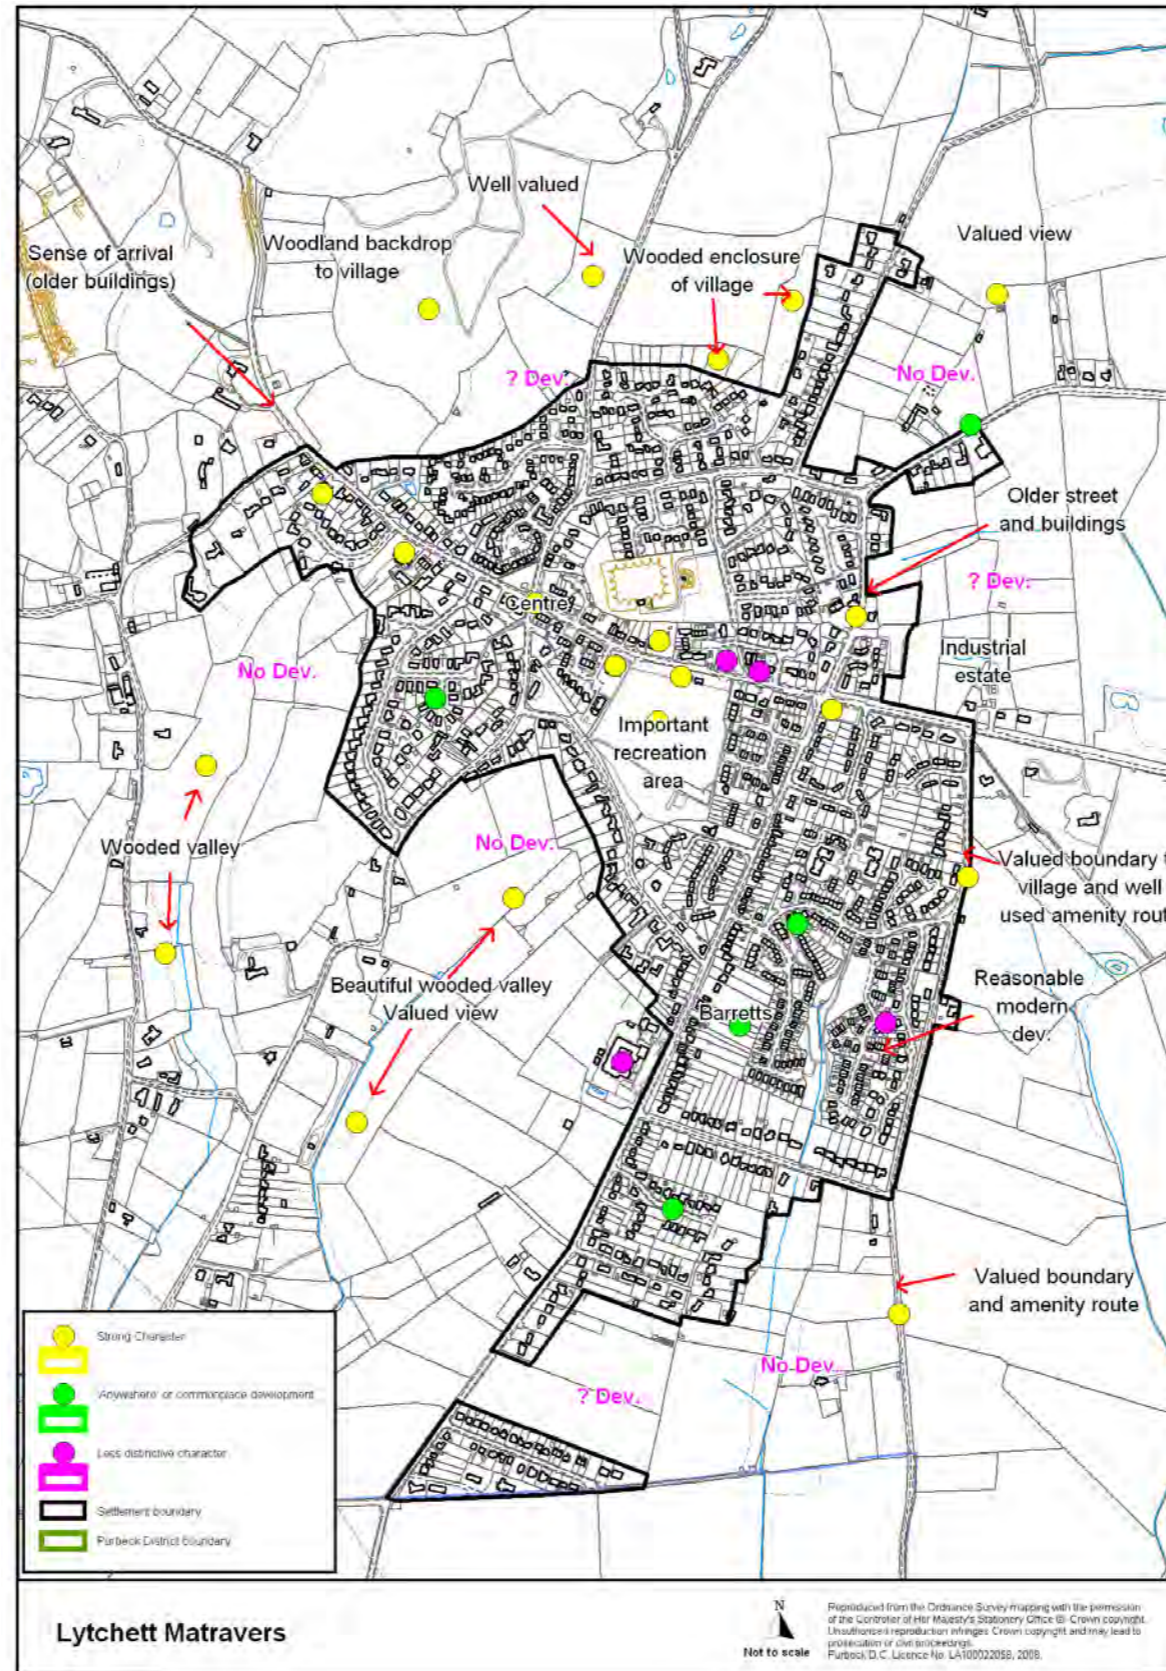 Well valued
Woodland backdrop
to village
Sense of arrival
(older buildings)
Wooded enclosure
of village
Valued view
? Dev.
No Dev.
Older street
and buildings
? Dev.
Centre
Industrial
estate
No Dev.
Important
recreation
area
Wooded valley
No Dev.
Valued boundary t
village and well
used amenity rout
Beautiful wooded valley
Valued view
Barretts
Reasonable
modern
dev.
Valued boundary
and amenity route
No Dev.
? Dev.
Strong Character
'Anywhere' or commonplace development
Less distinctive character
Settlement boundary
Purbeck District boundary
Lytchett Matravers
N
Not to scale
Reproduced from the Ordnance Survey mapping with the permission
of the Controller of Her Majesty's Stationery Office © Crown copyright.
Unauthorised reproduction infringes Crown copyright and may lead to
prosecution or civil proceedings.
Purbeck D.C. Licence No. LA100022058, 2008.